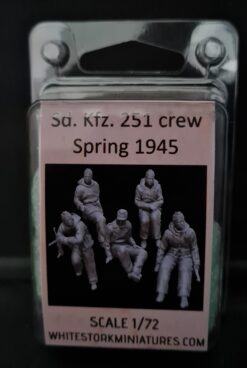 Sd. Kfz. 251 crew
Spring 1945
SCALE 1/72
WHITESTORKMINIATURES.COM